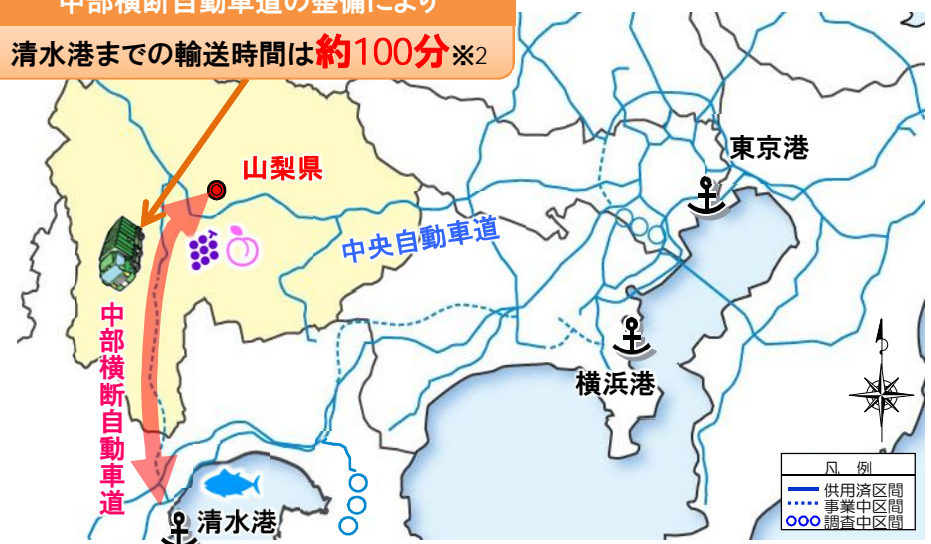 中部横断自動車道の整備により
清水港までの輸送時間は約100分※2
山梨県
東京港
中央自動車道
中部横断自動車道
横浜港
清水港
凡 例
供用済区間
事業中区間
調査中区間